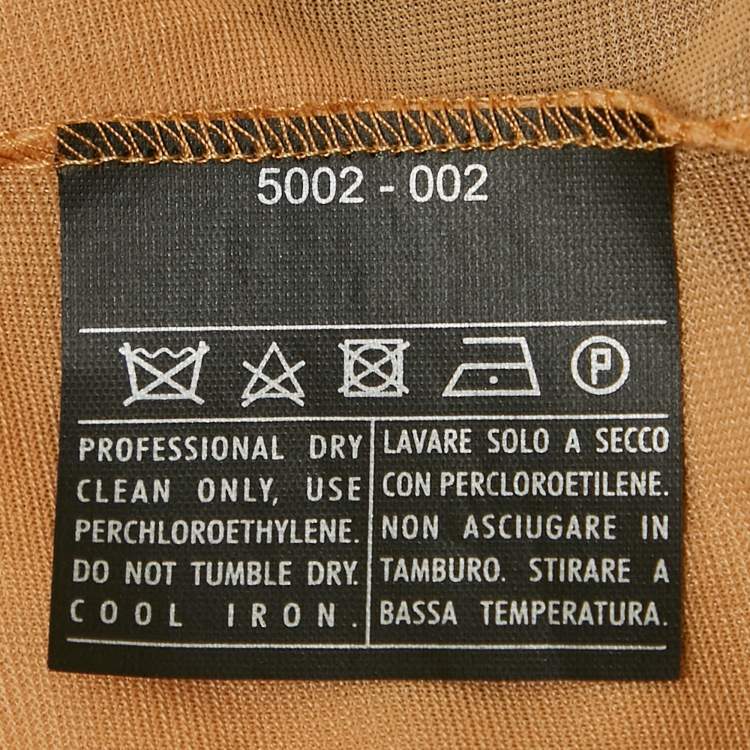 5002 - 002
P
PROFESSIONAL DRY
CLEAN ONLY, USE
PERCHLOROETHYLENE.
DO NOT TUMBLE DRY.
COOL IRON.
LAVARE SOLO A SECCO
CON PERCLOROETILENE.
NON ASCIUGARE IN
TAMBURO. STIRARE A
BASSA TEMPERATURA.